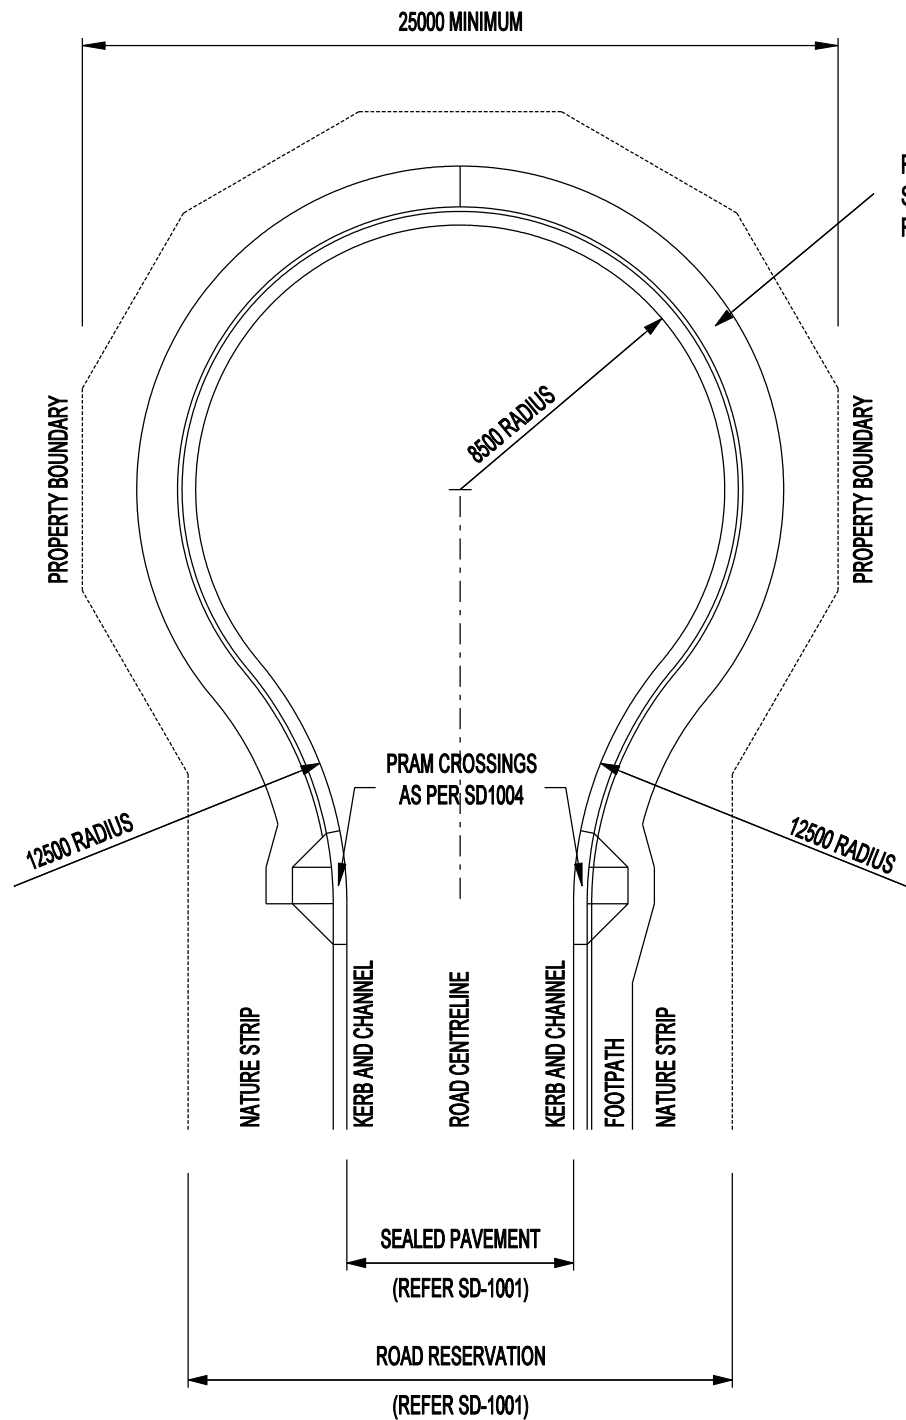 25000 MINIMUM
8500 RADIUS
PROPERTY BOUNDARY
PROPERTY BOUNDARY
PRAM CROSSINGS
AS PER SD1004
12500 RADIUS
12500 RADIUS
NATURE STRIP
KERB AND CHANNEL
ROAD CENTRELINE
KERB AND CHANNEL
FOOTPATH
NATURE STRIP
SEALED PAVEMENT
(REFER SD-1001)
ROAD RESERVATION
(REFER SD-1001)